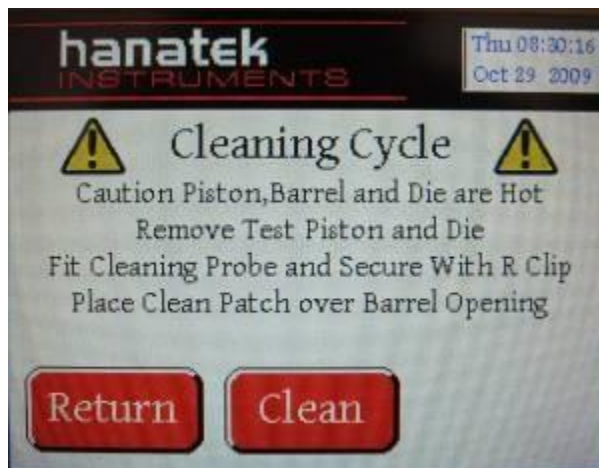 hanatek
INSTRUMENTS
Thu 08:30:16
Oct 29 2009
Cleaning Cycle
Caution Piston,Barrel and Die are Hot
Remove Test Piston and Die
Fit Cleaning Probe and Secure With R Clip
Place Clean Patch over Barrel Opening
Return
Clean